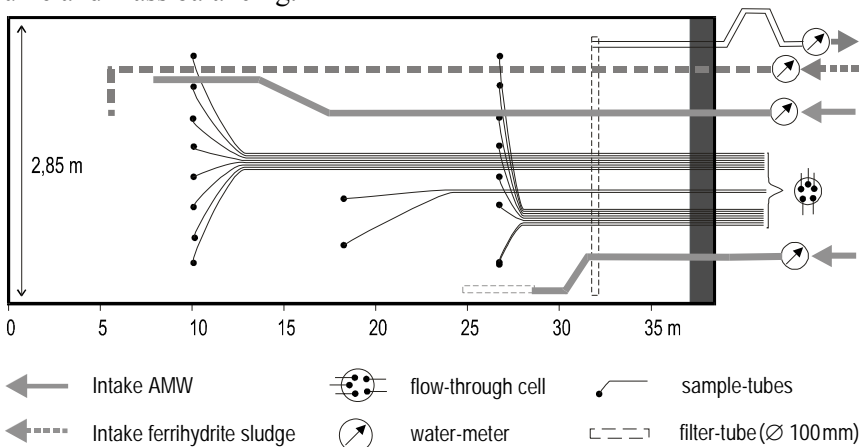 2,85 m
0 5 10 15 20 25 30 35 m
Intake AMW flow-through cell sample-tubes
Intake ferrihydrite sludge water-meter filter-tube (Ø 100 mm)